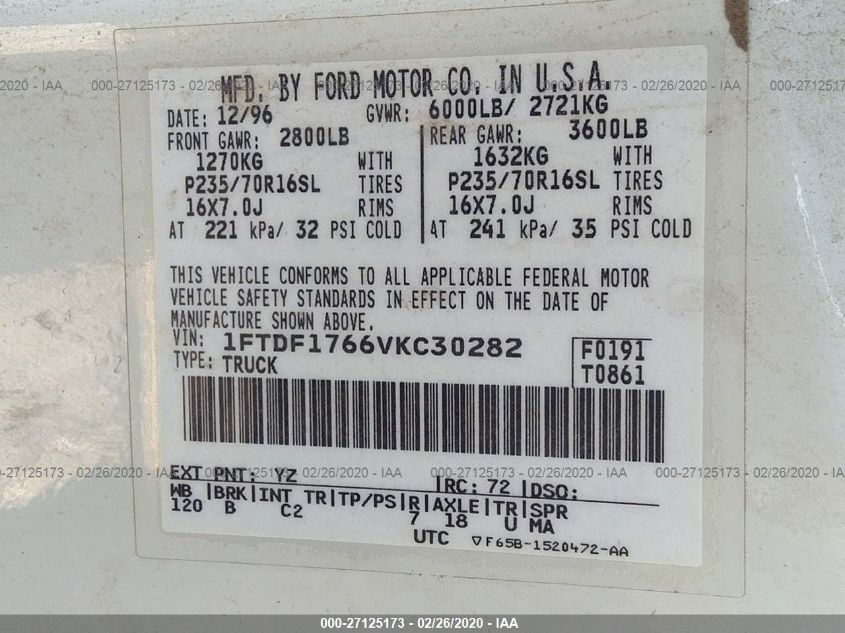 MFD. BY FORD MOTOR CO. IN U.S.A.
DATE: 12/96 GVWR: 6000LB/ 2721KG
FRONT GAWR: 2800LB REAR GAWR: 3600LB
1270KG WITH 1632KG WITH
P235/70R16SL TIRES P235/70R16SL TIRES
16X7.0J RIMS 16X7.0J RIMS
AT 221 kPa/ 32 PSI COLD AT 241 kPa/ 35 PSI COLD
THIS VEHICLE CONFORMS TO ALL APPLICABLE FEDERAL MOTOR
VEHICLE SAFETY STANDARDS IN EFFECT ON THE DATE OF
MANUFACTURE SHOWN ABOVE.
VIN: 1FTDF1766VKC30282 F0191
TYPE: TRUCK T0861
EXT PNT: YZ RC: 72 DSO:
WB BRK INT TR TP/PS R AXLE TR SPR
120 B C2 7 18 U MA
UTC ▽F65B-1520472-AA
000-27125173 - 02/26/2020 - IAA